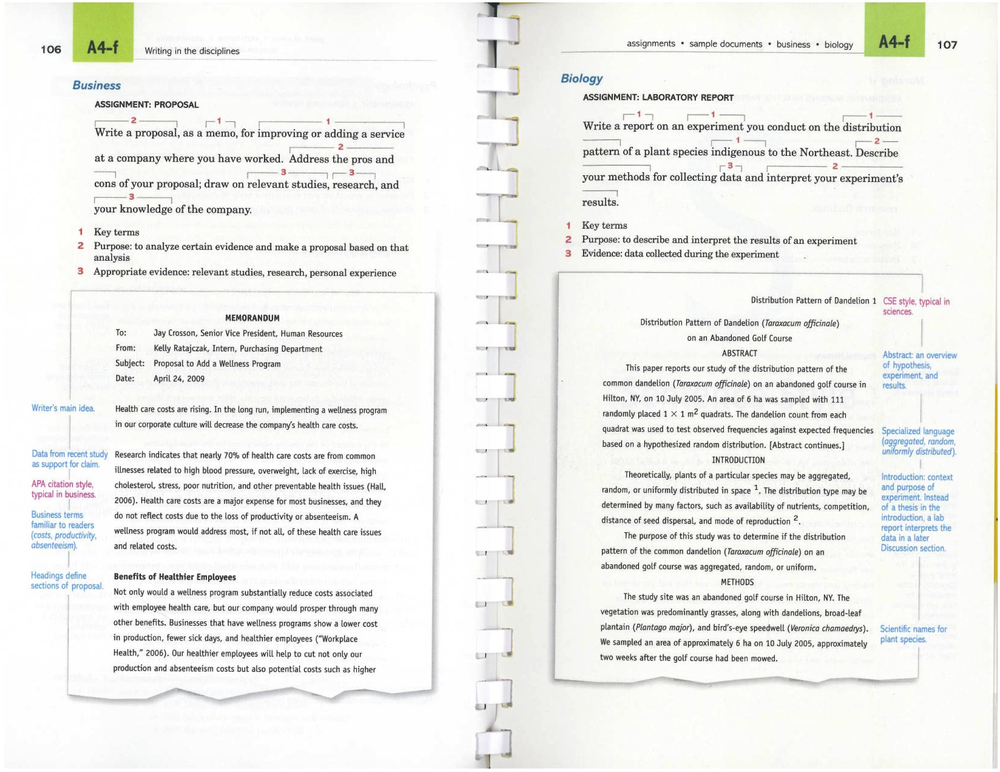 106
A4-f
Writing in the disciplines
Business
ASSIGNMENT: PROPOSAL
2 1 1
Write a proposal, as a memo, for improving or adding a service
2
at a company where you have worked. Address the pros and
3 3
cons of your proposal; draw on relevant studies, research, and
3
your knowledge of the company.
1 Key terms
2 Purpose: to analyze certain evidence and make a proposal based on that
analysis
3 Appropriate evidence: relevant studies, research, personal experience
MEMORANDUM
To: Jay Crosson, Senior Vice President, Human Resources
From: Kelly Ratajczak, Intern, Purchasing Department
Subject: Proposal to Add a Wellness Program
Date: April 24, 2009
Writer's main idea.
Health care costs are rising. In the long run, implementing a wellness program
in our corporate culture will decrease the company's health care costs.
Data from recent study
as support for claim.
APA citation style,
typical in business.
Business terms
familiar to readers
(costs, productivity,
absenteeism).
Research indicates that nearly 70% of health care costs are from common
illnesses related to high blood pressure, overweight, lack of exercise, high
cholesterol, stress, poor nutrition, and other preventable health issues (Hall,
2006). Health care costs are a major expense for most businesses, and they
do not reflect costs due to the loss of productivity or absenteeism. A
wellness program would address most, if not all, of these health care issues
and related costs.
Headings define
sections of proposal.
Benefits of Healthier Employees
Not only would a wellness program substantially reduce costs associated
with employee health care, but our company would prosper through many
other benefits. Businesses that have wellness programs show a lower cost
in production, fewer sick days, and healthier employees ("Workplace
Health," 2006). Our healthier employees will help to cut not only our
production and absenteeism costs but also potential costs such as higher
assignments • sample documents • business • biology
A4-f
107
Biology
ASSIGNMENT: LABORATORY REPORT
1 1 1
Write a report on an experiment you conduct on the distribution
1 2
pattern of a plant species indigenous to the Northeast. Describe
3 2
your methods for collecting data and interpret your experiment's
results.
1 Key terms
2 Purpose: to describe and interpret the results of an experiment
3 Evidence: data collected during the experiment
Distribution Pattern of Dandelion 1
CSE style, typical in
sciences.
Distribution Pattern of Dandelion (Taraxacum officinale)
on an Abandoned Golf Course
ABSTRACT
This paper reports our study of the distribution pattern of the
common dandelion (Taraxacum officinale) on an abandoned golf course in
Hilton, NY, on 10 July 2005. An area of 6 ha was sampled with 111
randomly placed 1 × 1 m² quadrats. The dandelion count from each
quadrat was used to test observed frequencies against expected frequencies
based on a hypothesized random distribution. [Abstract continues.]
Abstract: an overview
of hypothesis,
experiment, and
results.
Specialized language
(aggregated, random,
uniformly distributed).
INTRODUCTION
Theoretically, plants of a particular species may be aggregated,
random, or uniformly distributed in space ¹. The distribution type may be
determined by many factors, such as availability of nutrients, competition,
distance of seed dispersal, and mode of reproduction ².
The purpose of this study was to determine if the distribution
pattern of the common dandelion (Taraxacum officinale) on an
abandoned golf course was aggregated, random, or uniform.
Introduction: context
and purpose of
experiment. Instead
of a thesis in the
introduction, a lab
report interprets the
data in a later
Discussion section.
METHODS
The study site was an abandoned golf course in Hilton, NY. The
vegetation was predominantly grasses, along with dandelions, broad-leaf
plantain (Plantago major), and bird's-eye speedwell (Veronica chamaedrys).
We sampled an area of approximately 6 ha on 10 July 2005, approximately
two weeks after the golf course had been mowed.
Scientific names for
plant species.